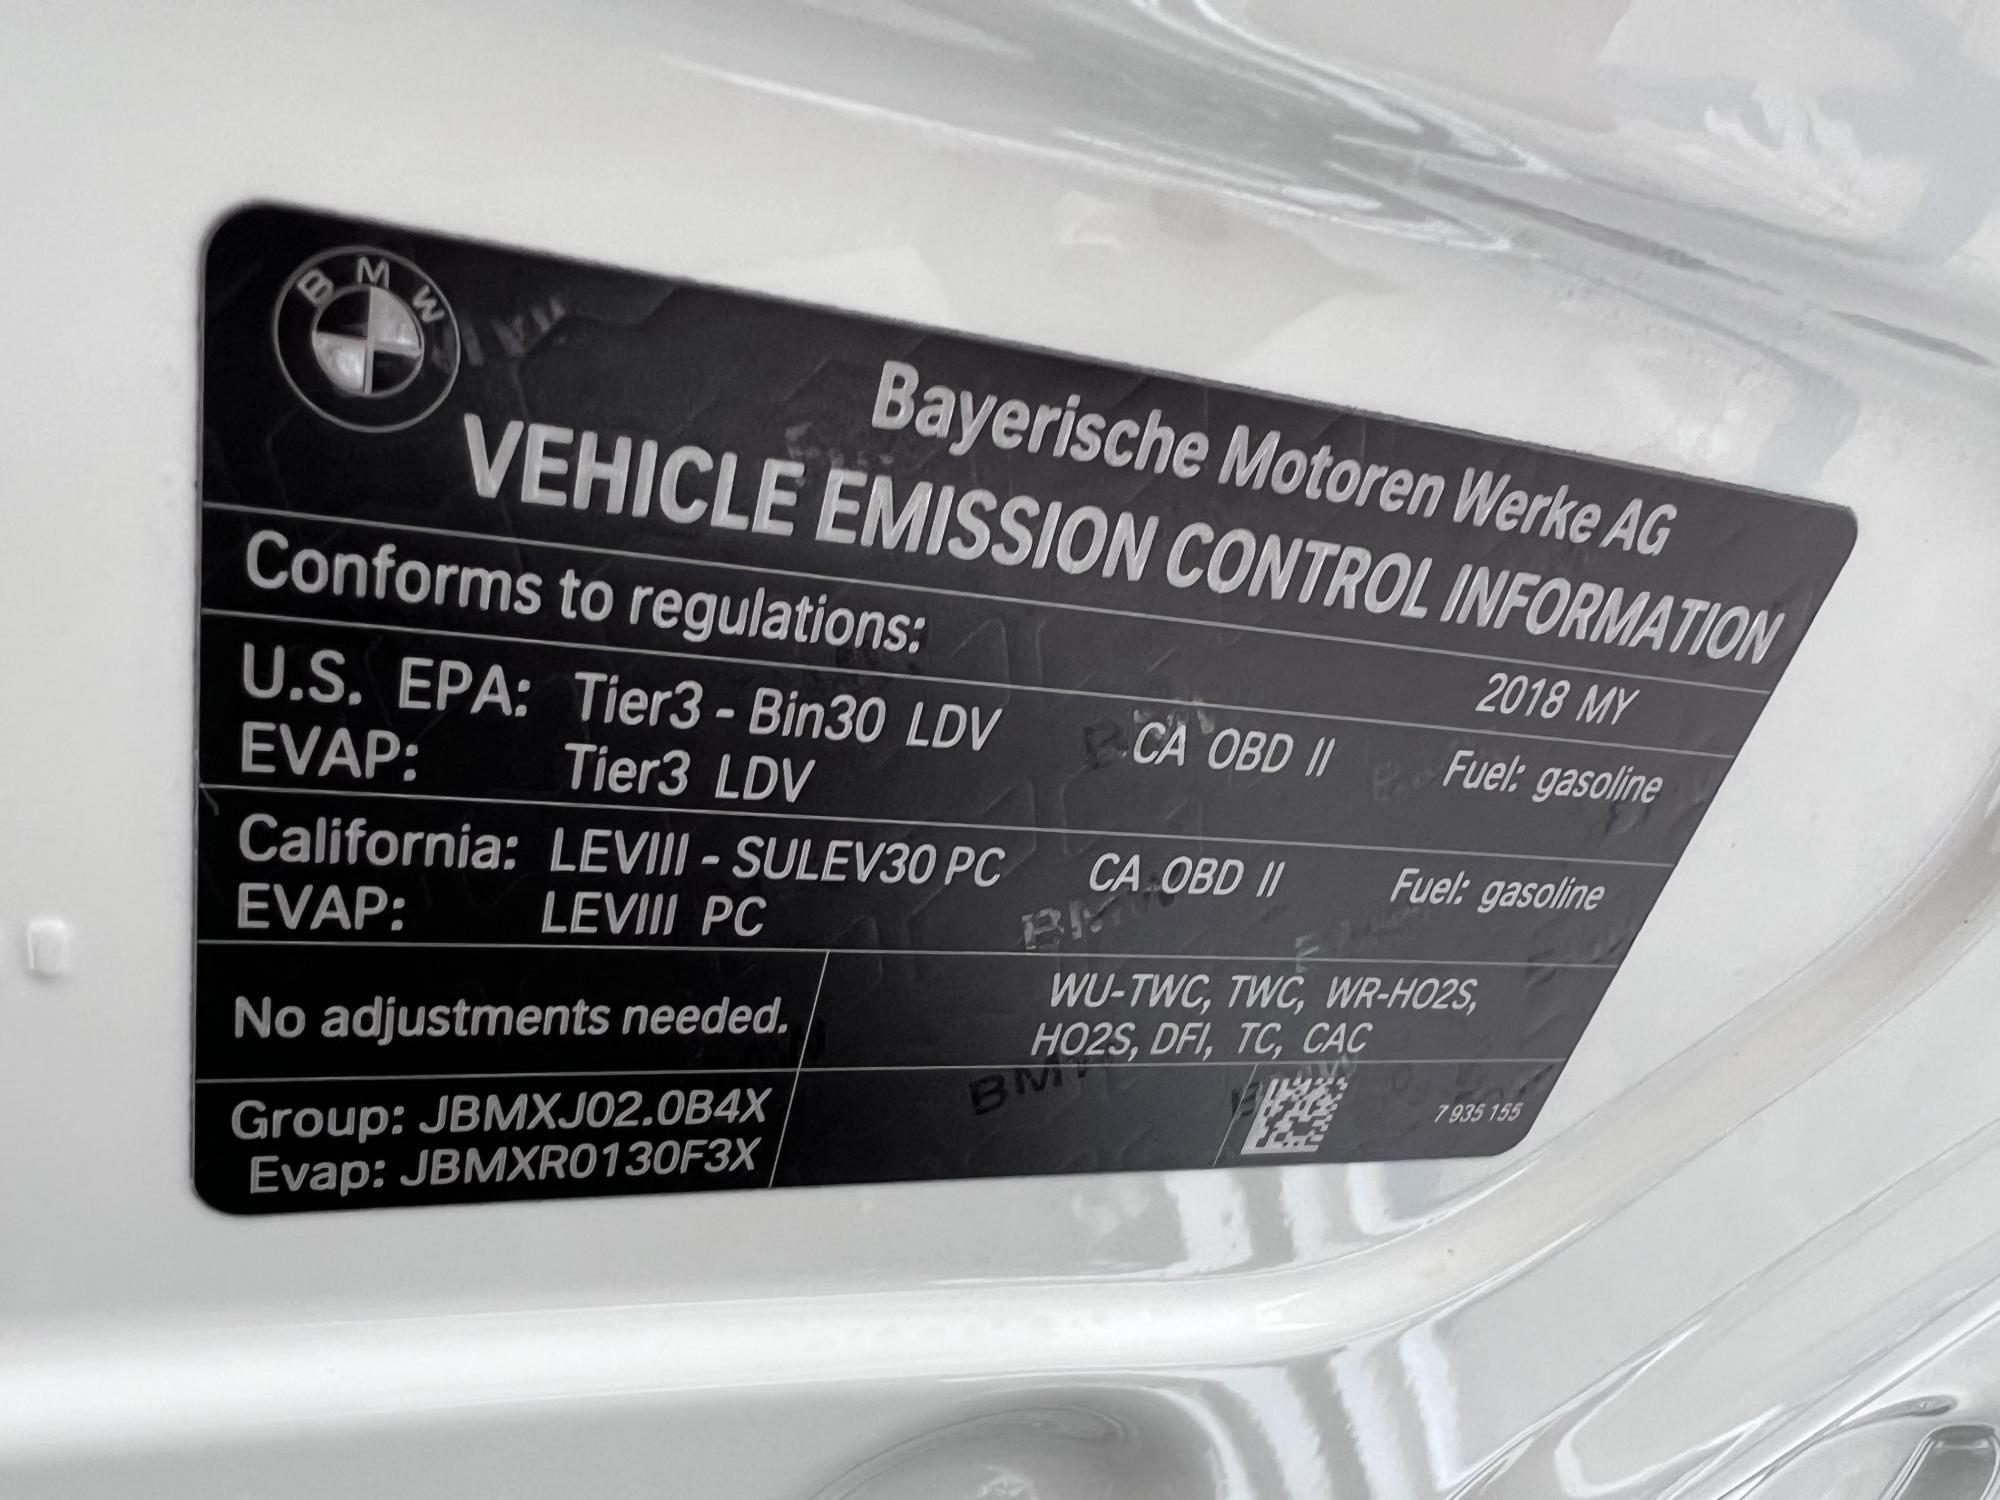 BMW
Bayerische Motoren Werke AG
VEHICLE EMISSION CONTROL INFORMATION
Conforms to regulations: 2018 MY
U.S. EPA: Tier3 - Bin30 LDV CA OBD II Fuel: gasoline
EVAP: Tier3 LDV
California: LEVIII - SULEV30 PC CA OBD II Fuel: gasoline
EVAP: LEVIII PC
No adjustments needed.
WU-TWC, TWC, WR-HO2S,
HO2S, DFI, TC, CAC
Group: JBMXJ02.0B4X
Evap: JBMXR0130F3X
7 935 155
BMW
BMW